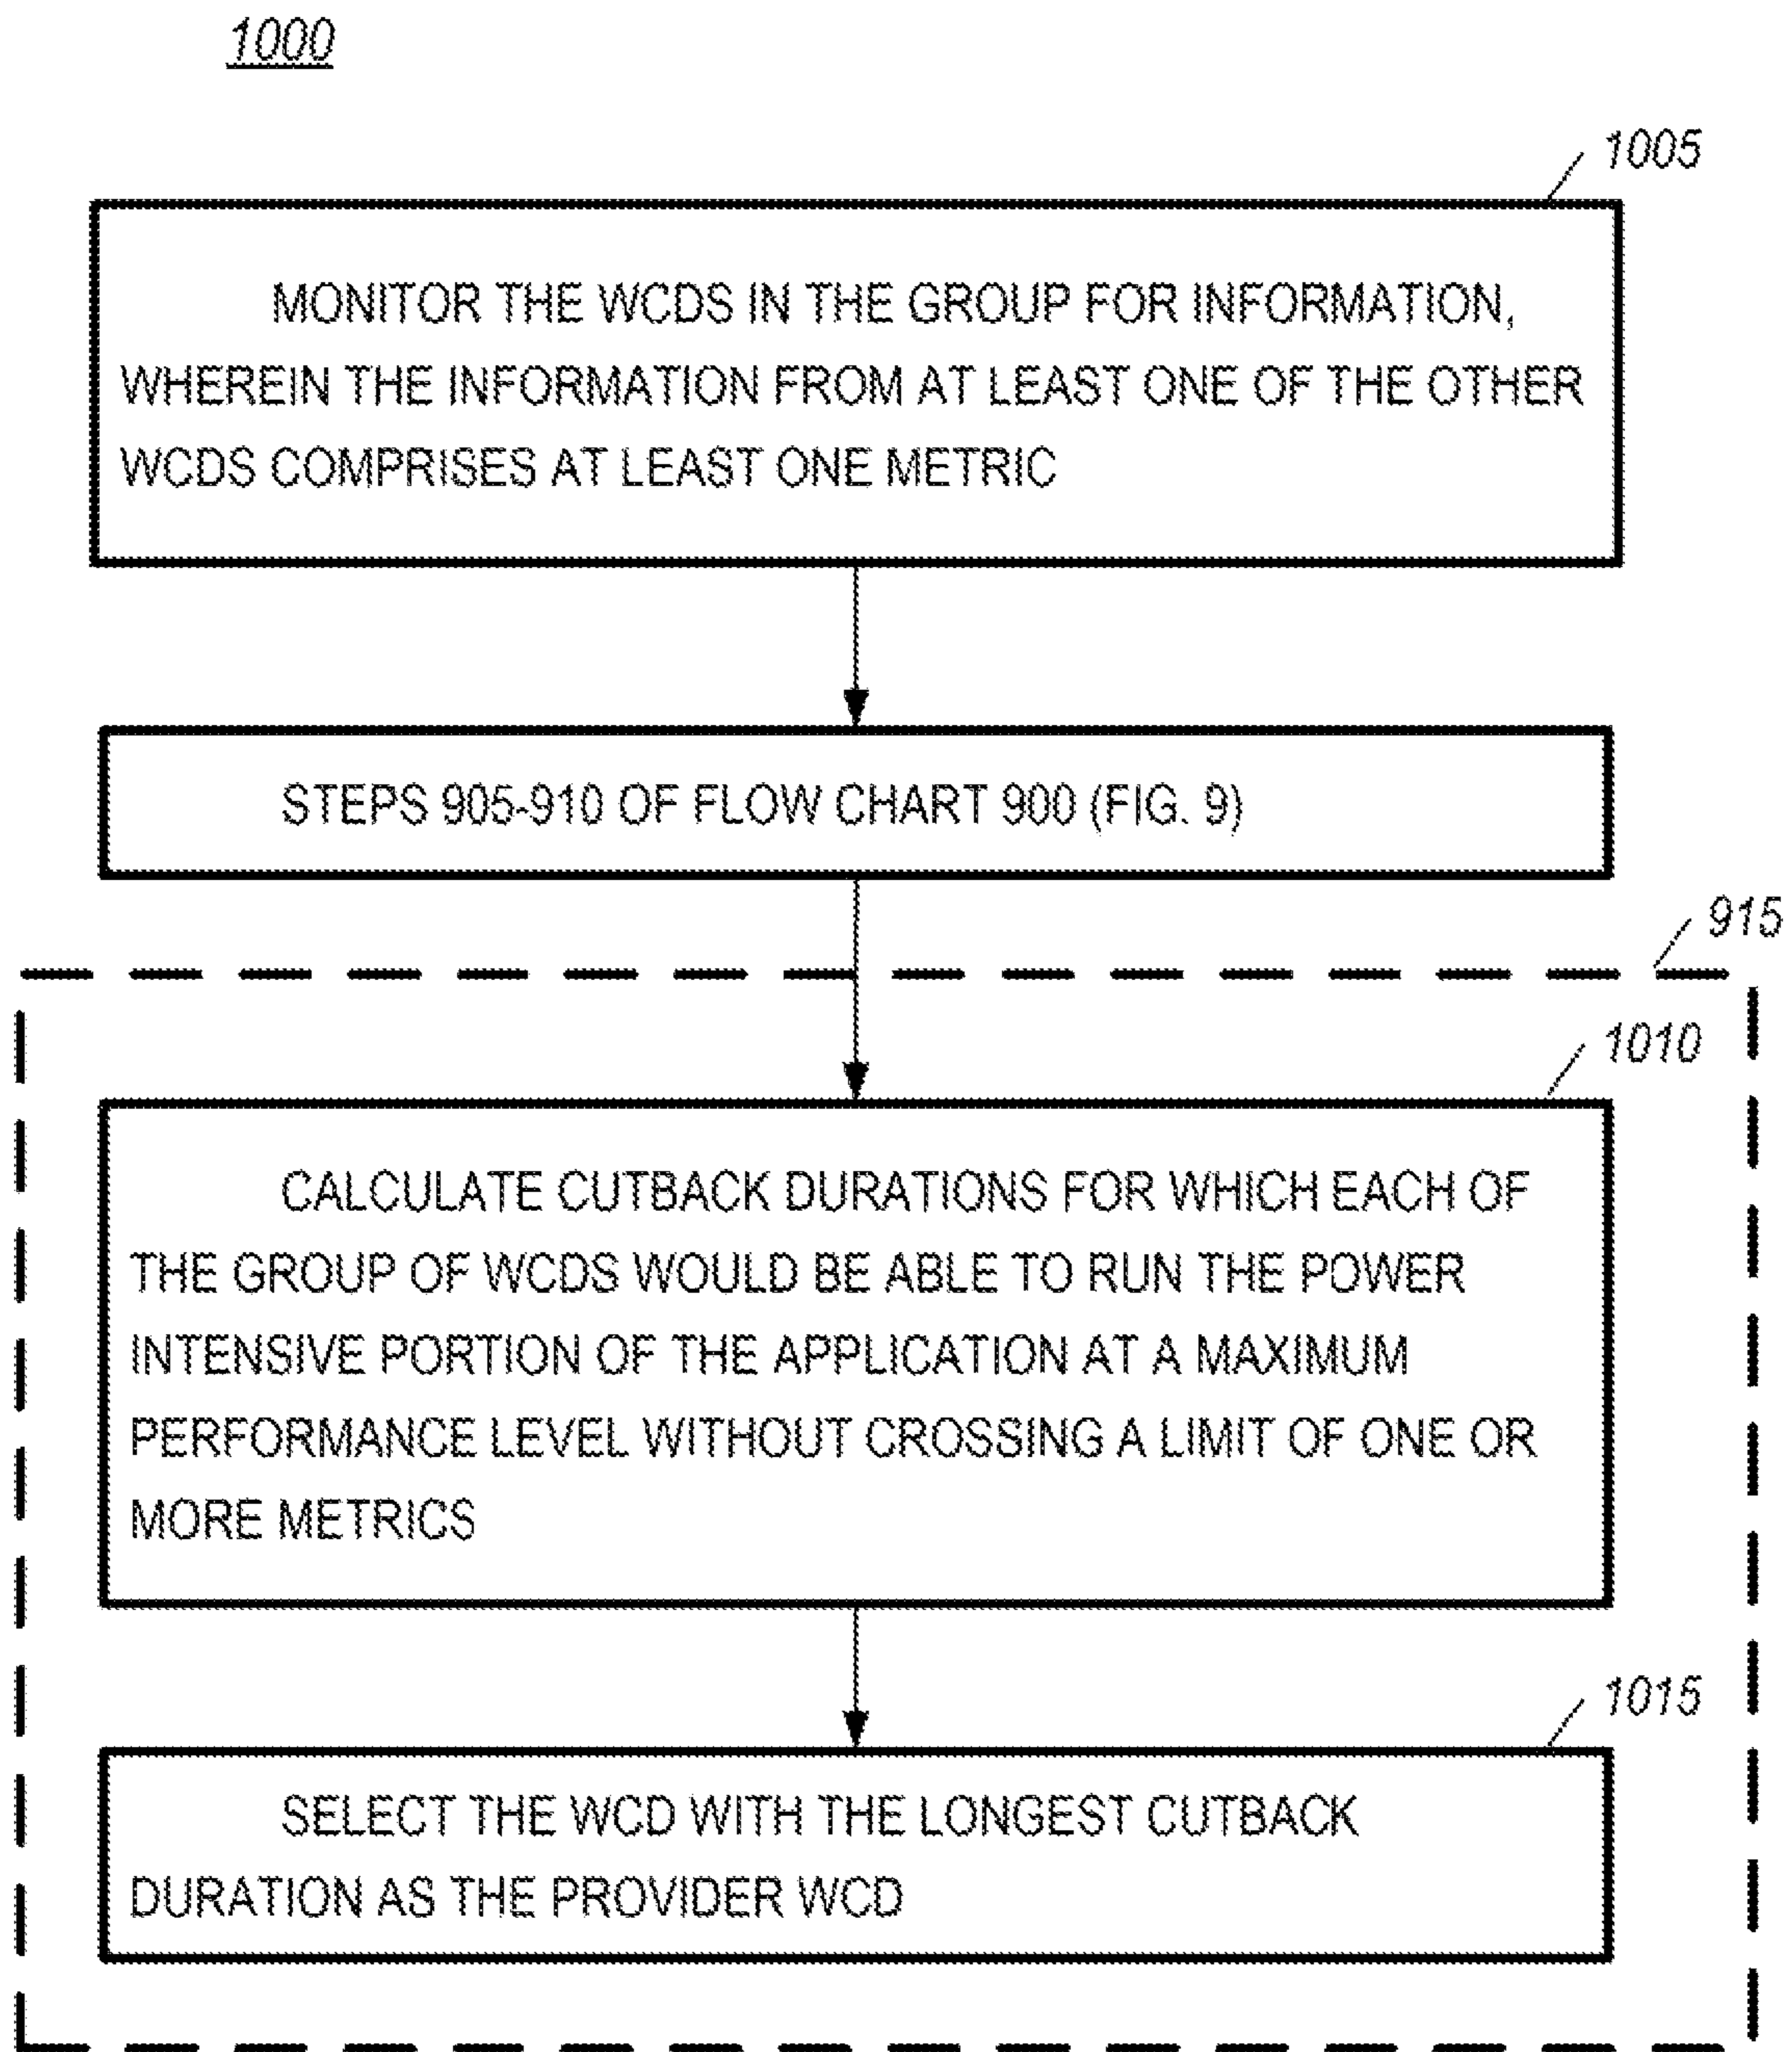 1000
1005
MONITOR THE WCDS IN THE GROUP FOR INFORMATION,
WHEREIN THE INFORMATION FROM AT LEAST ONE OF THE OTHER
WCDS COMPRISES AT LEAST ONE METRIC
STEPS 905-910 OF FLOW CHART 900 (FIG. 9)
915
1010
CALCULATE CUTBACK DURATIONS FOR WHICH EACH OF
THE GROUP OF WCDS WOULD BE ABLE TO RUN THE POWER
INTENSIVE PORTION OF THE APPLICATION AT A MAXIMUM
PERFORMANCE LEVEL WITHOUT CROSSING A LIMIT OF ONE OR
MORE METRICS
1015
SELECT THE WCD WITH THE LONGEST CUTBACK
DURATION AS THE PROVIDER WCD